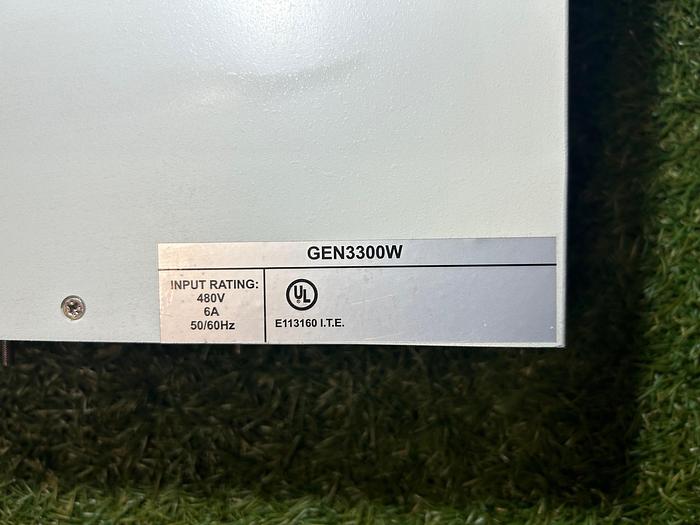 GEN3300W
INPUT RATING:
480V
6A
50/60Hz
UL
E113160 I.T.E.